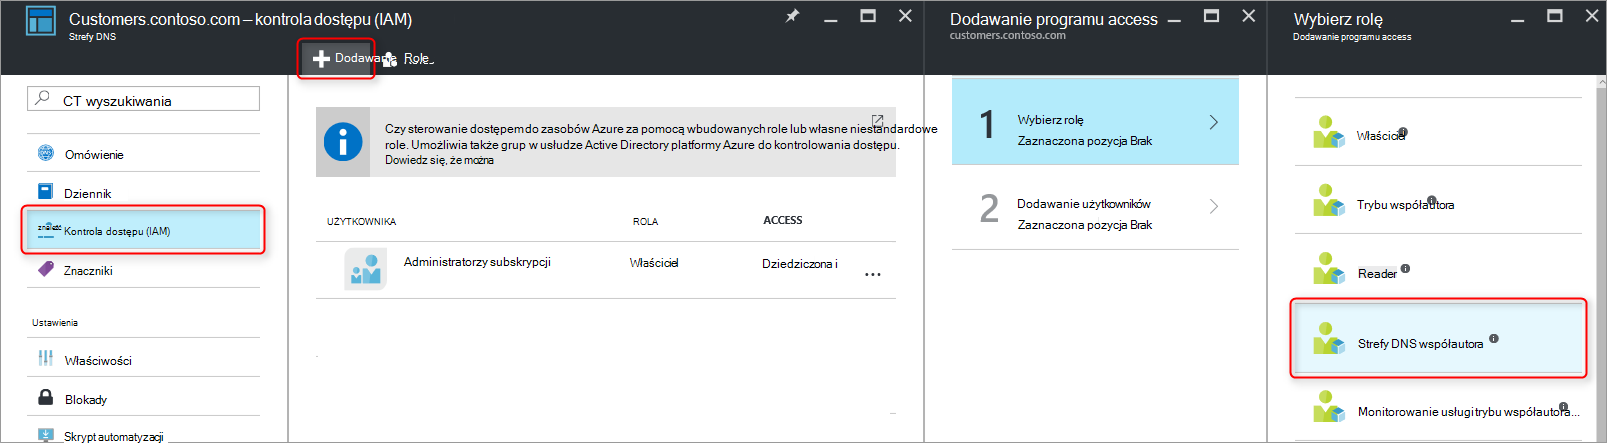 Customers.contoso.com – kontrola dostępu (IAM)
Strefy DNS
Dodawanie
Role...
CT wyszukiwania
Omówienie
Dziennik
Kontrola dostępu (IAM)
Znaczniki
Ustawienia
Właściwości
Blokady
Skrypt automatyzacji
Czy sterowanie dostępem do zasobów Azure za pomocą wbudowanych role lub własne niestandardowe
role. Umożliwia także grup w usłudze Active Directory platformy Azure do kontrolowania dostępu.
Dowiedz się, że można
UŻYTKOWNIKA ROLA ACCESS
Administratorzy subskrypcji Właściciel Dziedziczona i ...
Dodawanie programu access
customers.contoso.com
1 Wybierz rolę
Zaznaczona pozycja Brak
2 Dodawanie użytkowników
Zaznaczona pozycja Brak
Wybierz rolę
Dodawanie programu access
Właściciel
Trybu współautora
Reader
Strefy DNS współautora
Monitorowanie usługi trybu współautora...